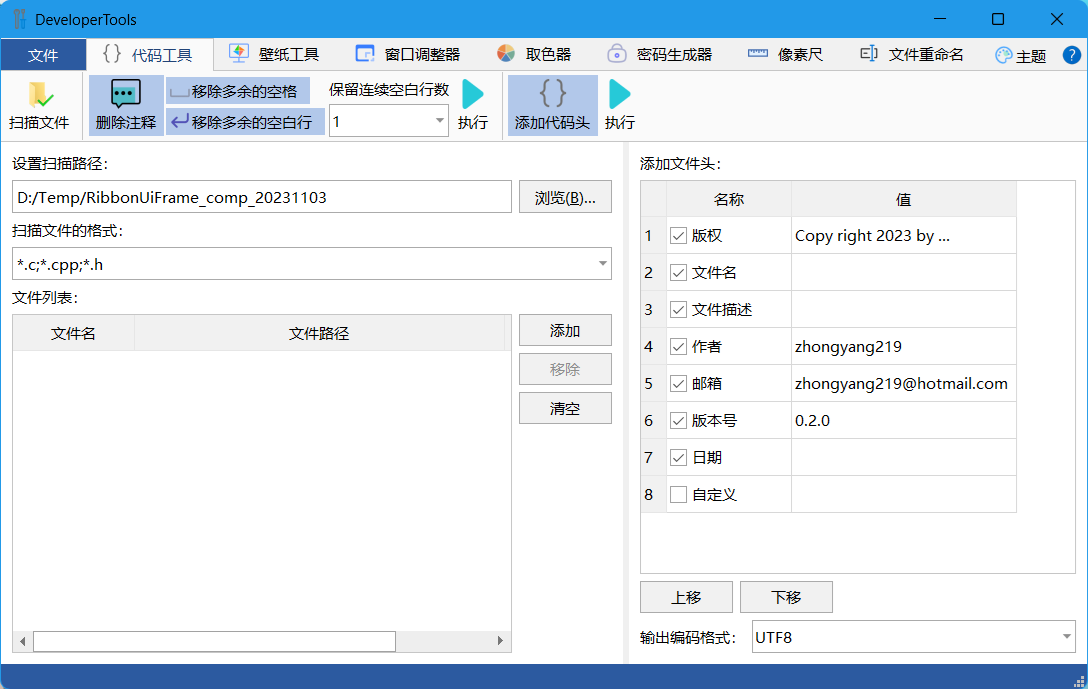 DeveloperTools
文件
代码工具
壁纸工具
窗口调整器
取色器
密码生成器
像素尺
文件重命名
主题
?
扫描文件
删除注释
移除多余的空格
移除多余的空白行
保留连续空白行数
1
执行
添加代码头
执行
设置扫描路径：
D:/Temp/RibbonUiFrame_comp_20231103
浏览(B)...
扫描文件的格式：
*.c;*.cpp;*.h
文件列表：
文件名 文件路径
添加
移除
清空
添加文件头：
名称 值
1 版权 Copy right 2023 by ...
2 文件名
3 文件描述
4 作者 zhongyang219
5 邮箱 zhongyang219@hotmail.com
6 版本号 0.2.0
7 日期
8 自定义
上移
下移
输出编码格式： UTF8